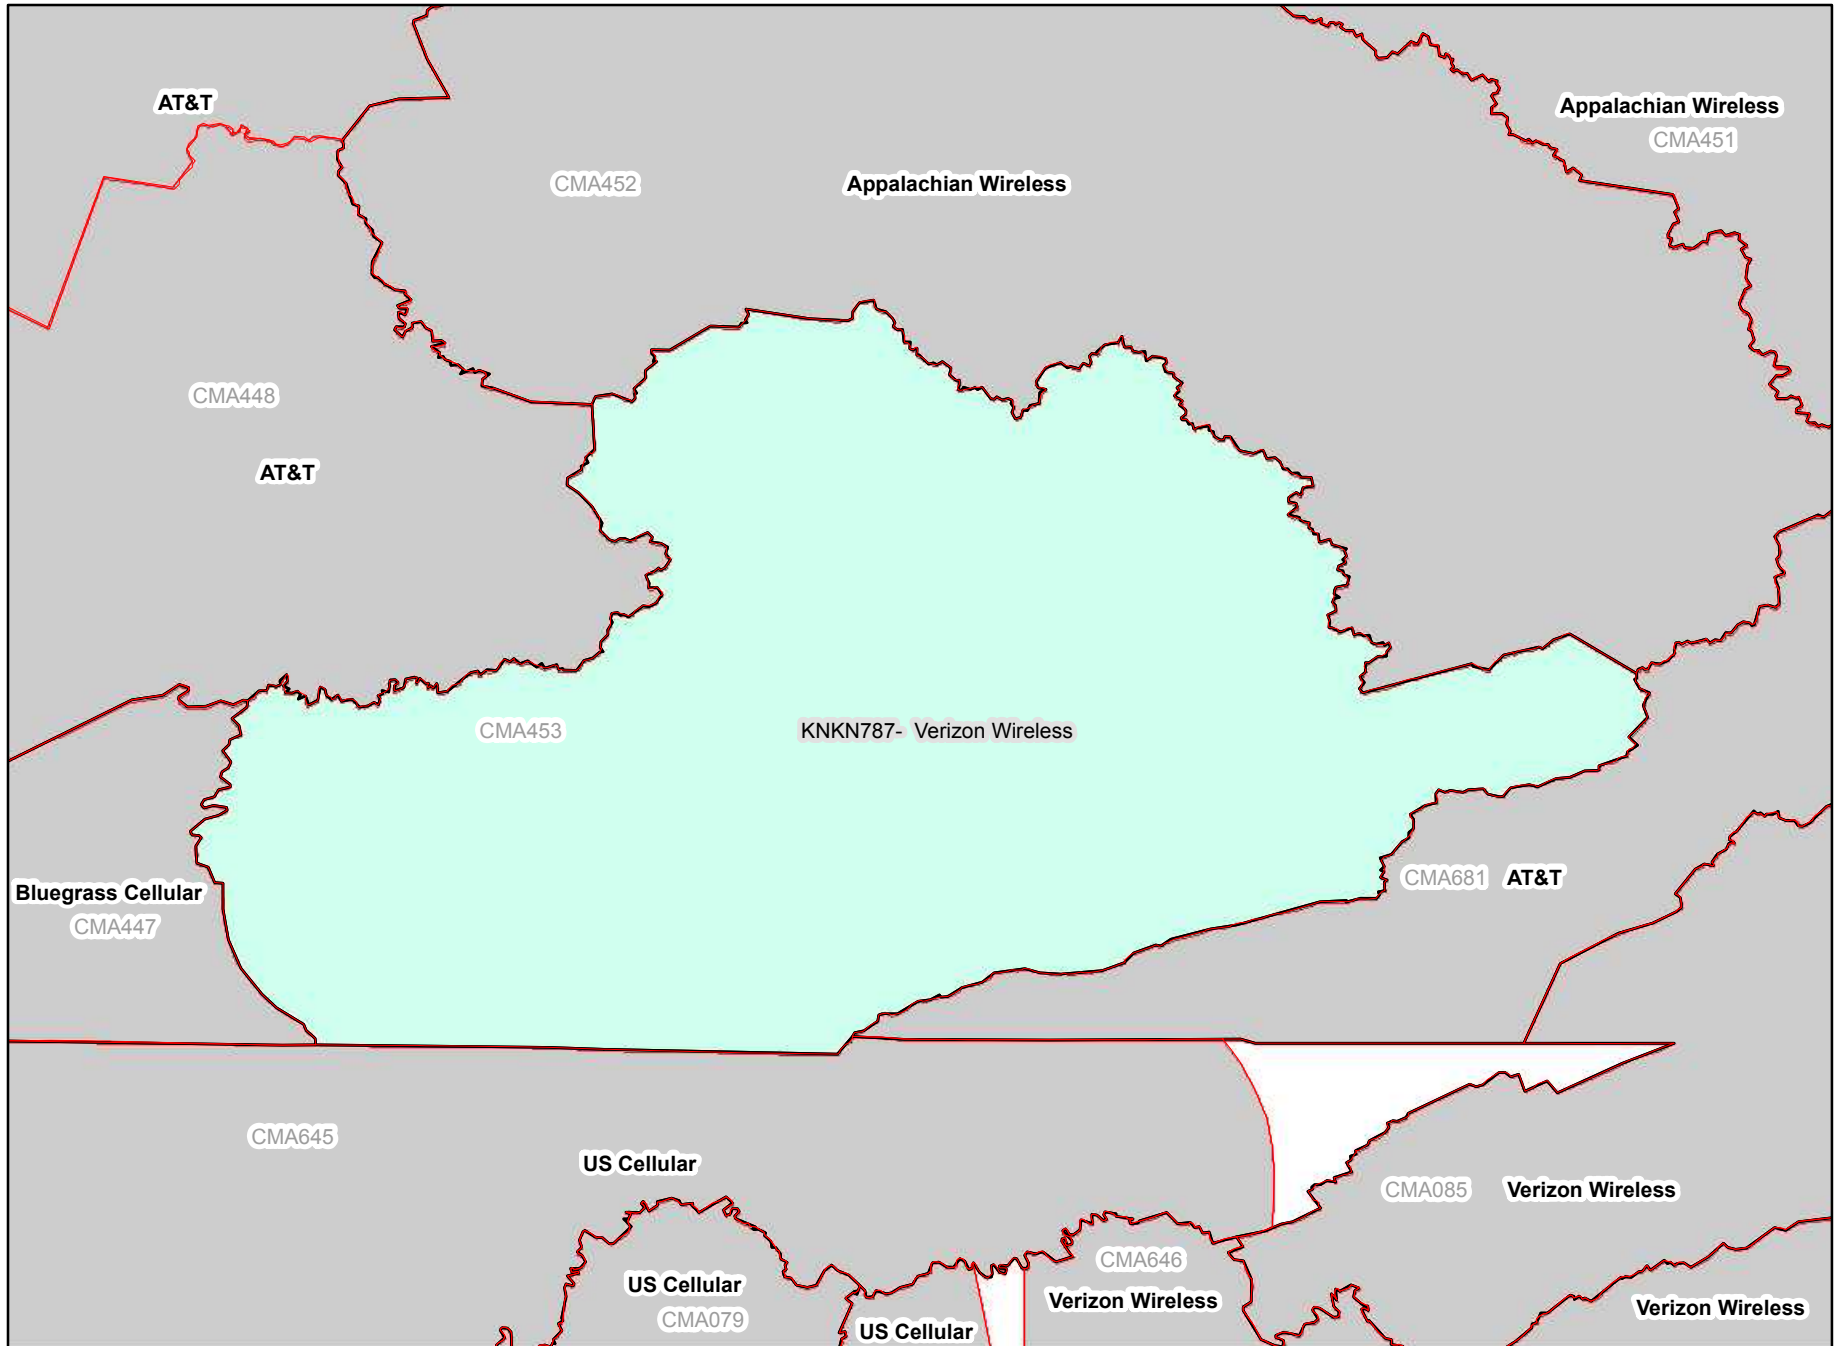 AT&T
Appalachian Wireless
CMA451
CMA452
Appalachian Wireless
CMA448
AT&T
CMA453
KNKN787- Verizon Wireless
Bluegrass Cellular
CMA447
CMA681 AT&T
CMA645
US Cellular
CMA085 Verizon Wireless
CMA646
Verizon Wireless
US Cellular
CMA079
US Cellular
Verizon Wireless